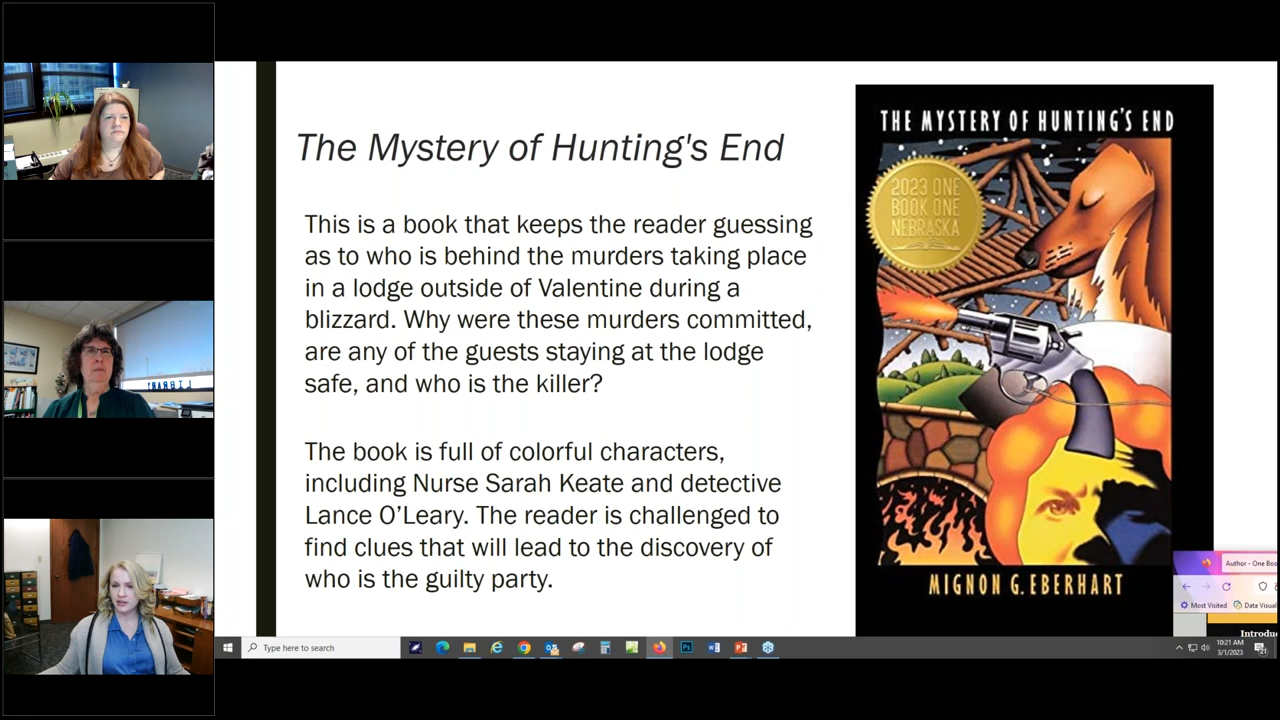 The Mystery of Hunting's End
This is a book that keeps the reader guessing
as to who is behind the murders taking place
in a lodge outside of Valentine during a
blizzard. Why were these murders committed,
are any of the guests staying at the lodge
safe, and who is the killer?
The book is full of colorful characters,
including Nurse Sarah Keate and detective
Lance O’Leary. The reader is challenged to
find clues that will lead to the discovery of
who is the guilty party.
THE MYSTERY OF HUNTING'S END
2023 ONE
BOOK ONE
NEBRASKA
MIGNON G. EBERHART
Author - One Boo
Most Visited
Data Visual
Introdu
Type here to search
10:21 AM
3/1/2023
21